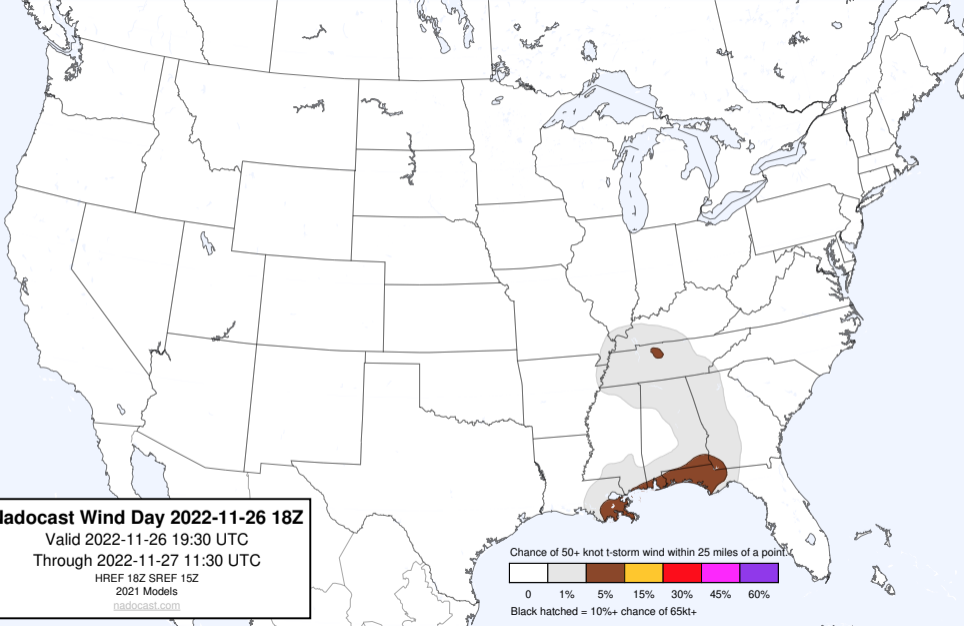 adocast Wind Day 2022-11-26 18Z
Valid 2022-11-26 19:30 UTC
Through 2022-11-27 11:30 UTC
HREF 18Z SREF 15Z
2021 Models
nadocast.com
Chance of 50+ knot t-storm wind within 25 miles of a point.
0 1% 5% 15% 30% 45% 60%
Black hatched = 10%+ chance of 65kt+